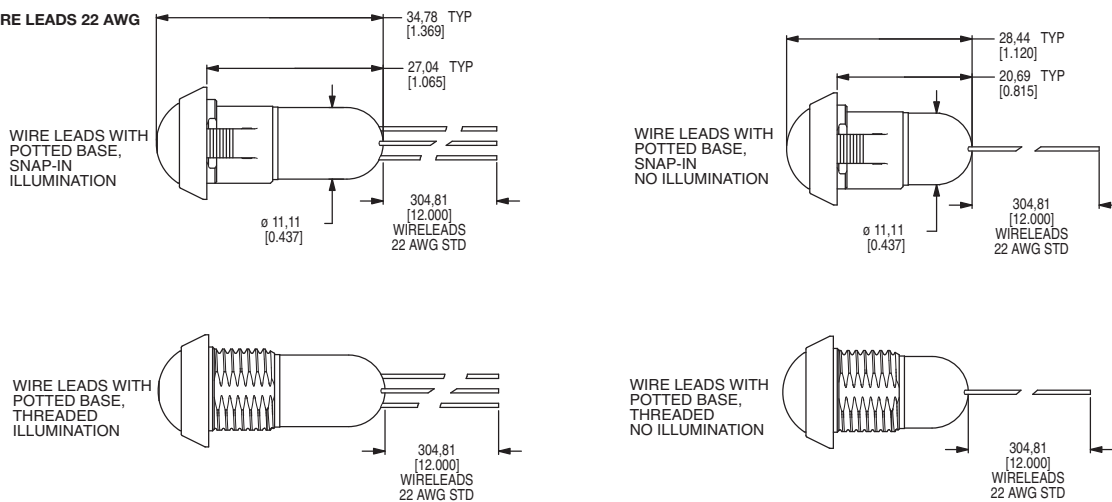 RE LEADS 22 AWG
34,78 TYP
[1.369]
27,04 TYP
[1.065]
WIRE LEADS WITH
POTTED BASE,
SNAP-IN
ILLUMINATION
ø 11,11
[0.437]
304,81
[12.000]
WIRELEADS
22 AWG STD
28,44 TYP
[1.120]
20,69 TYP
[0.815]
WIRE LEADS WITH
POTTED BASE,
SNAP-IN
NO ILLUMINATION
ø 11,11
[0.437]
304,81
[12.000]
WIRELEADS
22 AWG STD
WIRE LEADS WITH
POTTED BASE,
THREADED
ILLUMINATION
304,81
[12.000]
WIRELEADS
22 AWG STD
WIRE LEADS WITH
POTTED BASE,
THREADED
NO ILLUMINATION
304,81
[12.000]
WIRELEADS
22 AWG STD